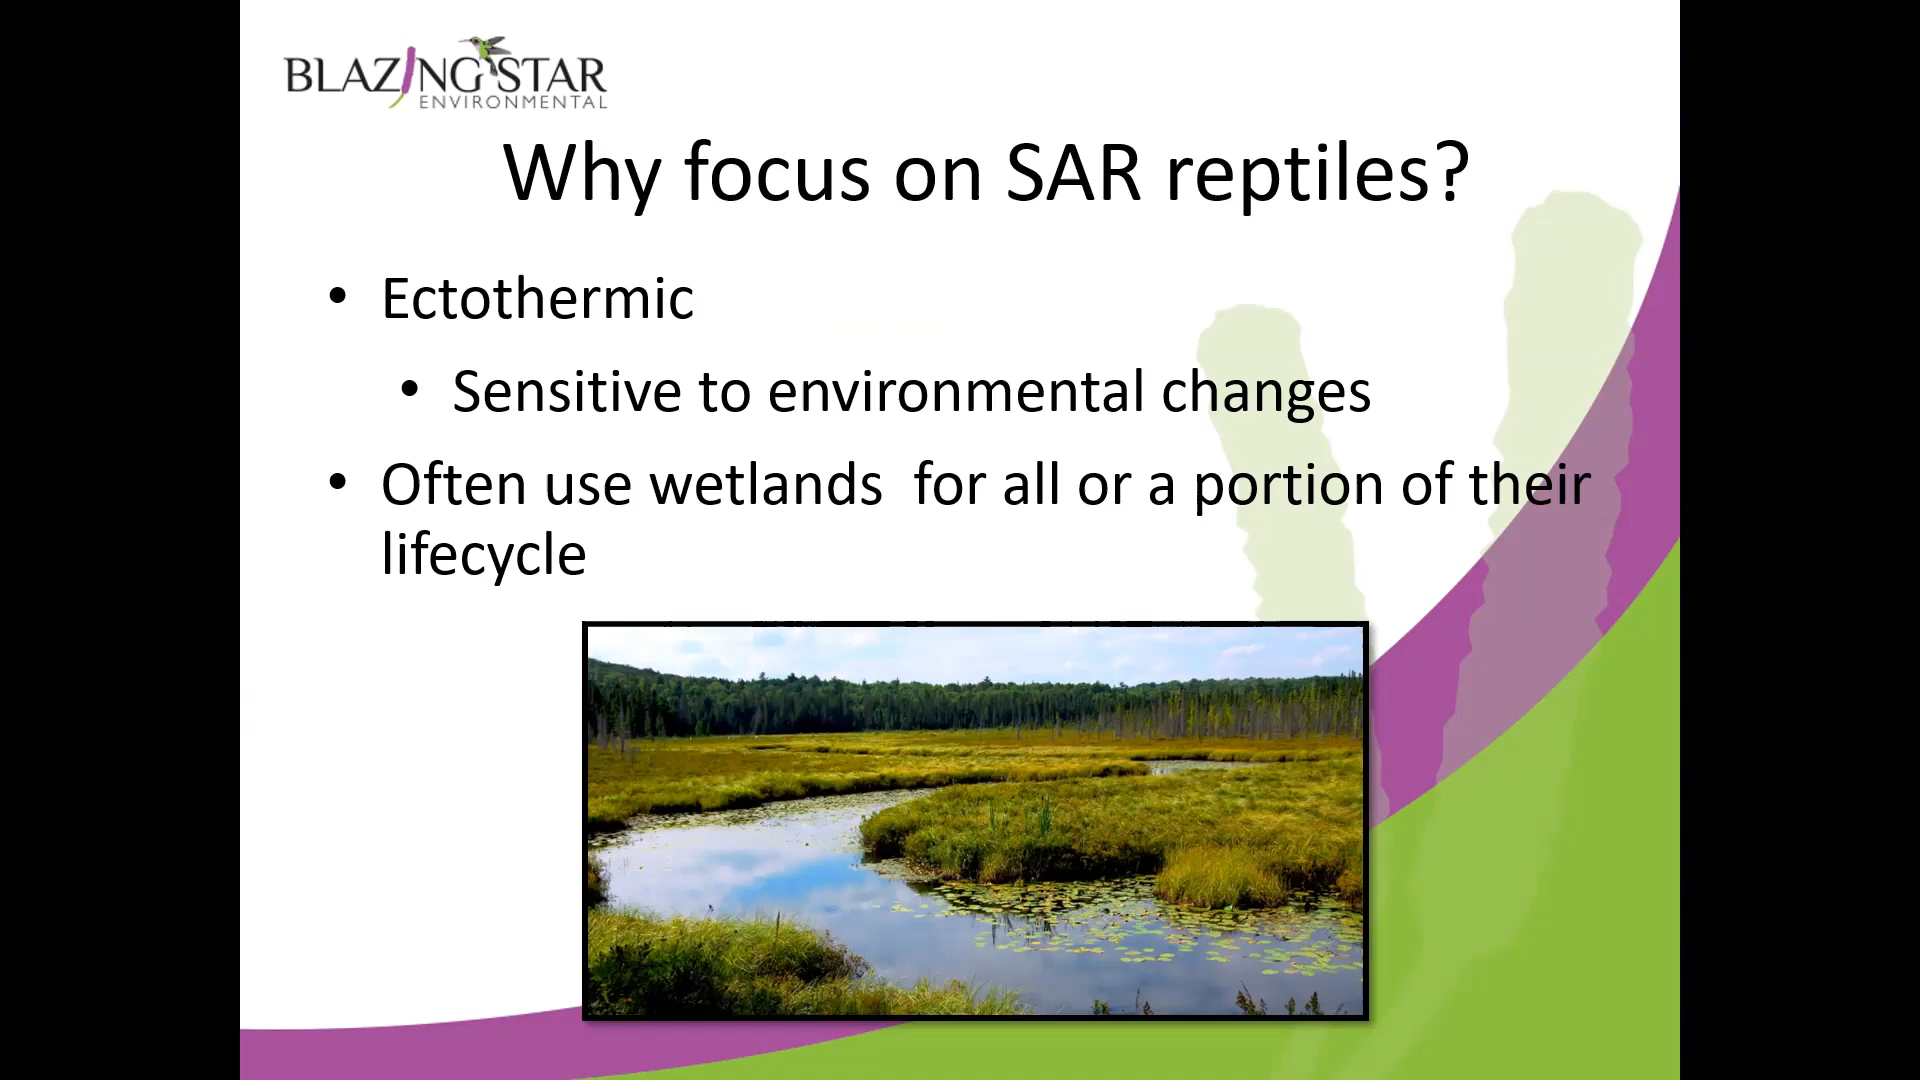 BLAZING STAR
ENVIRONMENTAL
Why focus on SAR reptiles?
• Ectothermic
• Sensitive to environmental changes
• Often use wetlands  for all or a portion of their
lifecycle